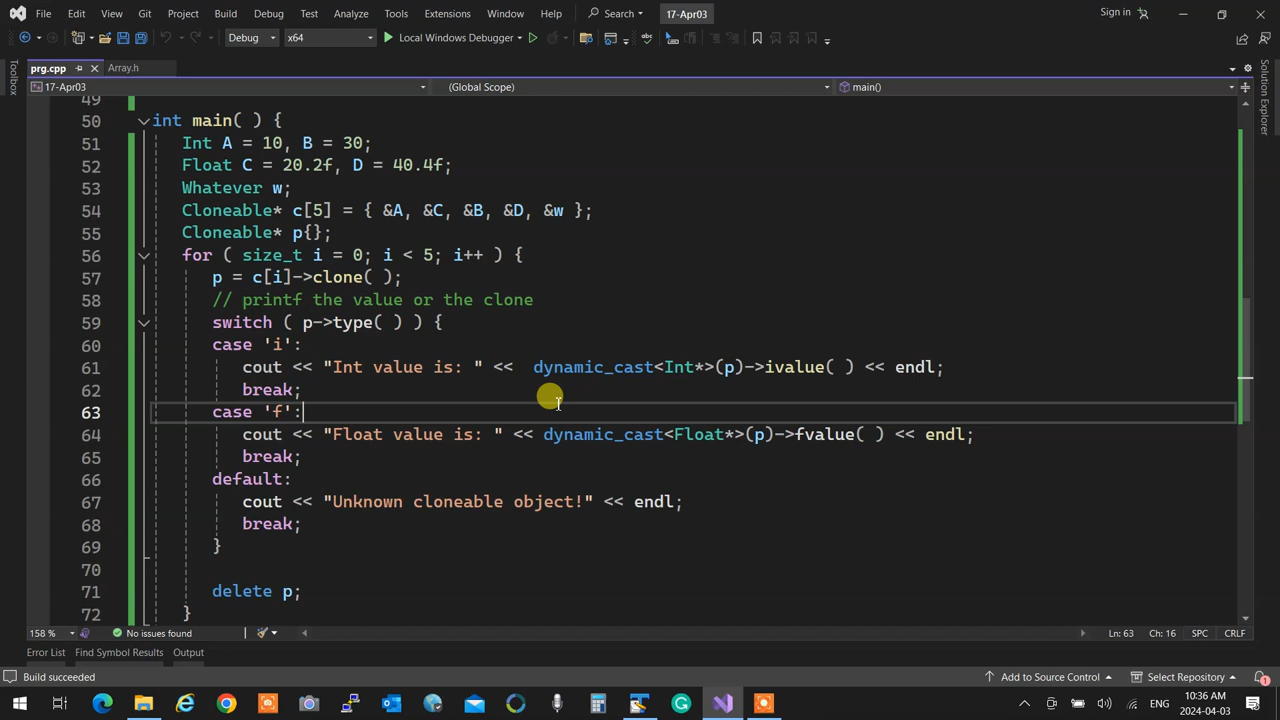 File Edit View Git Project Build Debug Test Analyze Tools Extensions Window Help Search 17-Apr03 Sign in
Debug x64 Local Windows Debugger
prg.cpp Array.h
17-Apr03 (Global Scope) main()
Toolbox
Solution Explorer
49
50 int main( ) {
51 Int A = 10, B = 30;
52 Float C = 20.2f, D = 40.4f;
53 Whatever w;
54 Cloneable* c[5] = { &A, &C, &B, &D, &w };
55 Cloneable* p{};
56 for ( size_t i = 0; i < 5; i++ ) {
57 p = c[i]->clone( );
58 // printf the value or the clone
59 switch ( p->type( ) ) {
60 case 'i':
61 cout << "Int value is: " << dynamic_cast<Int*>(p)->ivalue( ) << endl;
62 break;
63 case 'f':
64 cout << "Float value is: " << dynamic_cast<Float*>(p)->fvalue( ) << endl;
65 break;
66 default:
67 cout << "Unknown cloneable object!" << endl;
68 break;
69 }
70
71 delete p;
72 }
158 % No issues found Ln: 63 Ch: 16 SPC CRLF
Error List Find Symbol Results Output
Build succeeded Add to Source Control Select Repository 1
ENG 10:36 AM
2024-04-03